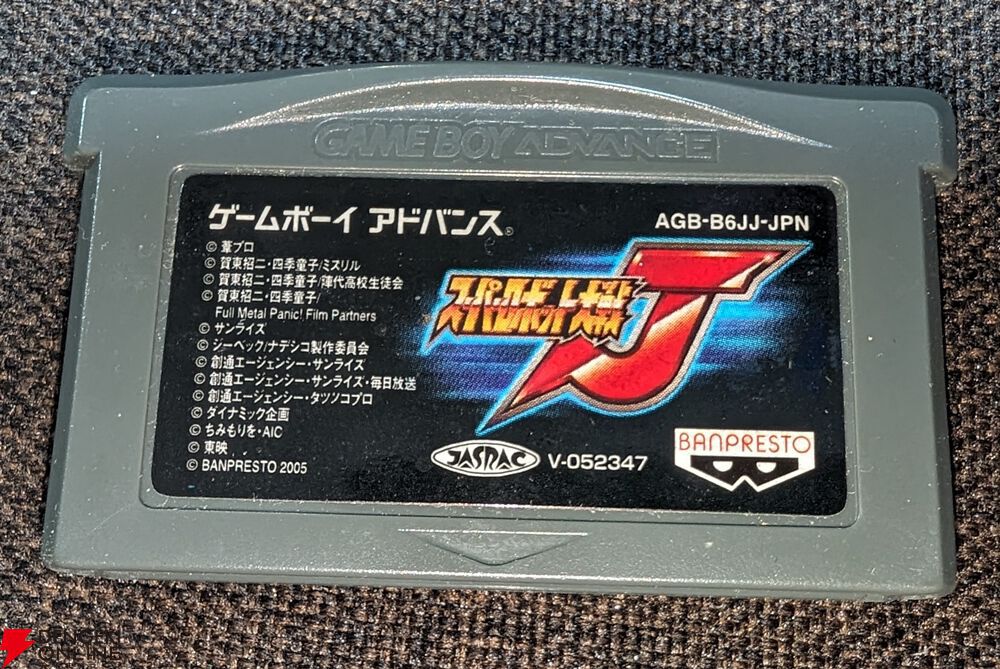 GAME BOY ADVANCE
ゲームボーイ アドバンス®
AGB-B6JJ-JPN
© 葦プロ
© 賀東招二・四季童子/ミスリル
© 賀東招二・四季童子/陣代高校生徒会
© 賀東招二・四季童子/
Full Metal Panic! Film Partners
© サンライズ
© ジーベック/ナデシコ製作委員会
© 創通エージェンシー・サンライズ
© 創通エージェンシー・サンライズ・毎日放送
© 創通エージェンシー・タツノコプロ
© ダイナミック企画
© ちみもりを・AIC
© 東映
© BANPRESTO 2005
スーパーロボット大戦
J
JASRAC
V-052347
BANPRESTO
ONLINE